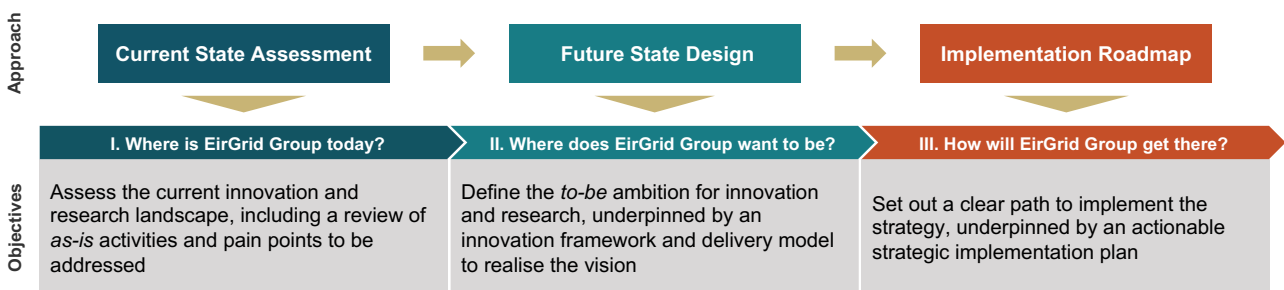 Approach
Current State Assessment
Future State Design
Implementation Roadmap
I. Where is EirGrid Group today?
II. Where does EirGrid Group want to be?
III. How will EirGrid Group get there?
Objectives
Assess the current innovation and
research landscape, including a review of
as-is activities and pain points to be
addressed
Define the to-be ambition for innovation
and research, underpinned by an
innovation framework and delivery model
to realise the vision
Set out a clear path to implement the
strategy, underpinned by an actionable
strategic implementation plan